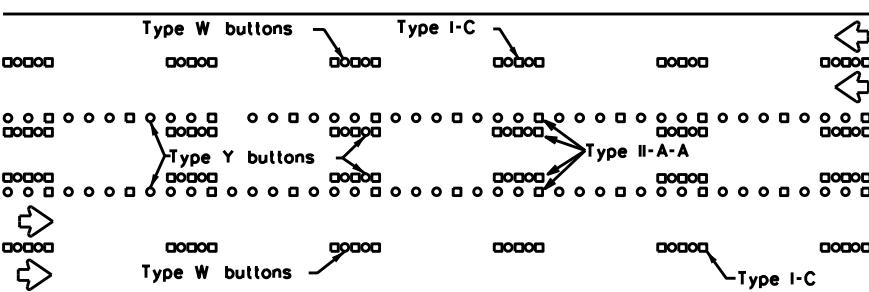 Type W buttons
Type I-C
Type Y buttons
Type II-A-A
Type W buttons
Type I-C